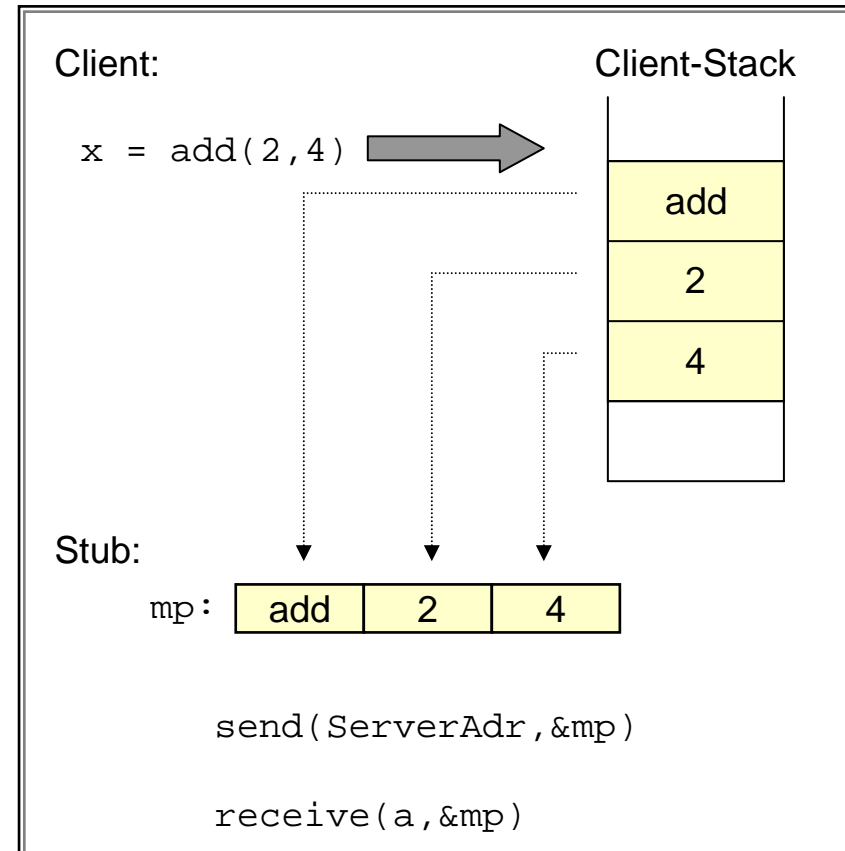 Client:
Client-Stack
x = add(2,4)
add
2
4
Stub:
mp: add 2 4
send(ServerAdr,&mp)
receive(a,&mp)